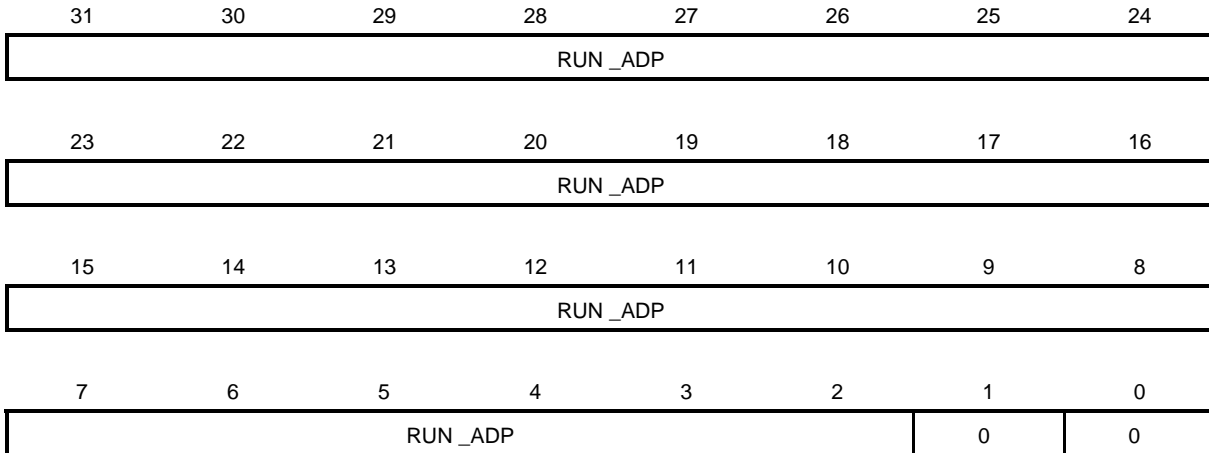 31 30 29 28 27 26 25 24
RUN _ADP
23 22 21 20 19 18 17 16
RUN _ADP
15 14 13 12 11 10 9 8
RUN _ADP
7 6 5 4 3 2 1 0
RUN _ADP 0 0